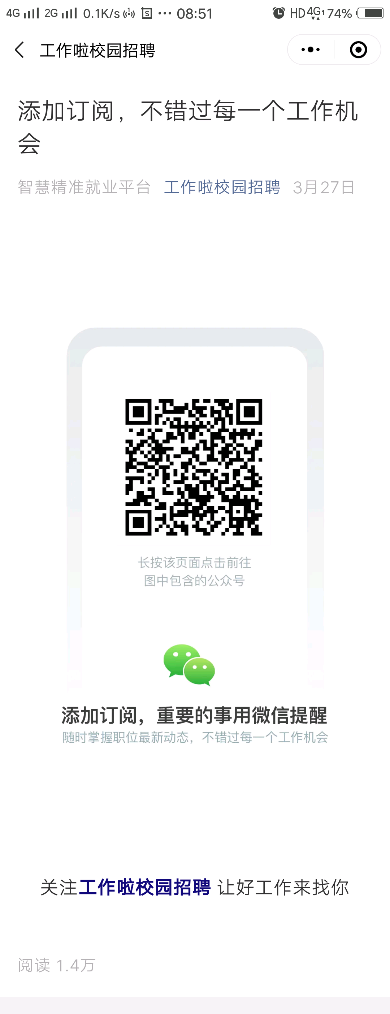 4G 2G 0.1K/s ··· 08:51 HD 4G 74%
工作啦校园招聘
添加订阅，不错过每一个工作机
会
智慧精准就业平台 工作啦校园招聘 3月27日
长按该页面点击前往
图中包含的公众号
添加订阅，重要的事用微信提醒
随时掌握职位最新动态，不错过每一个工作机会
关注工作啦校园招聘 让好工作来找你
阅读 1.4万